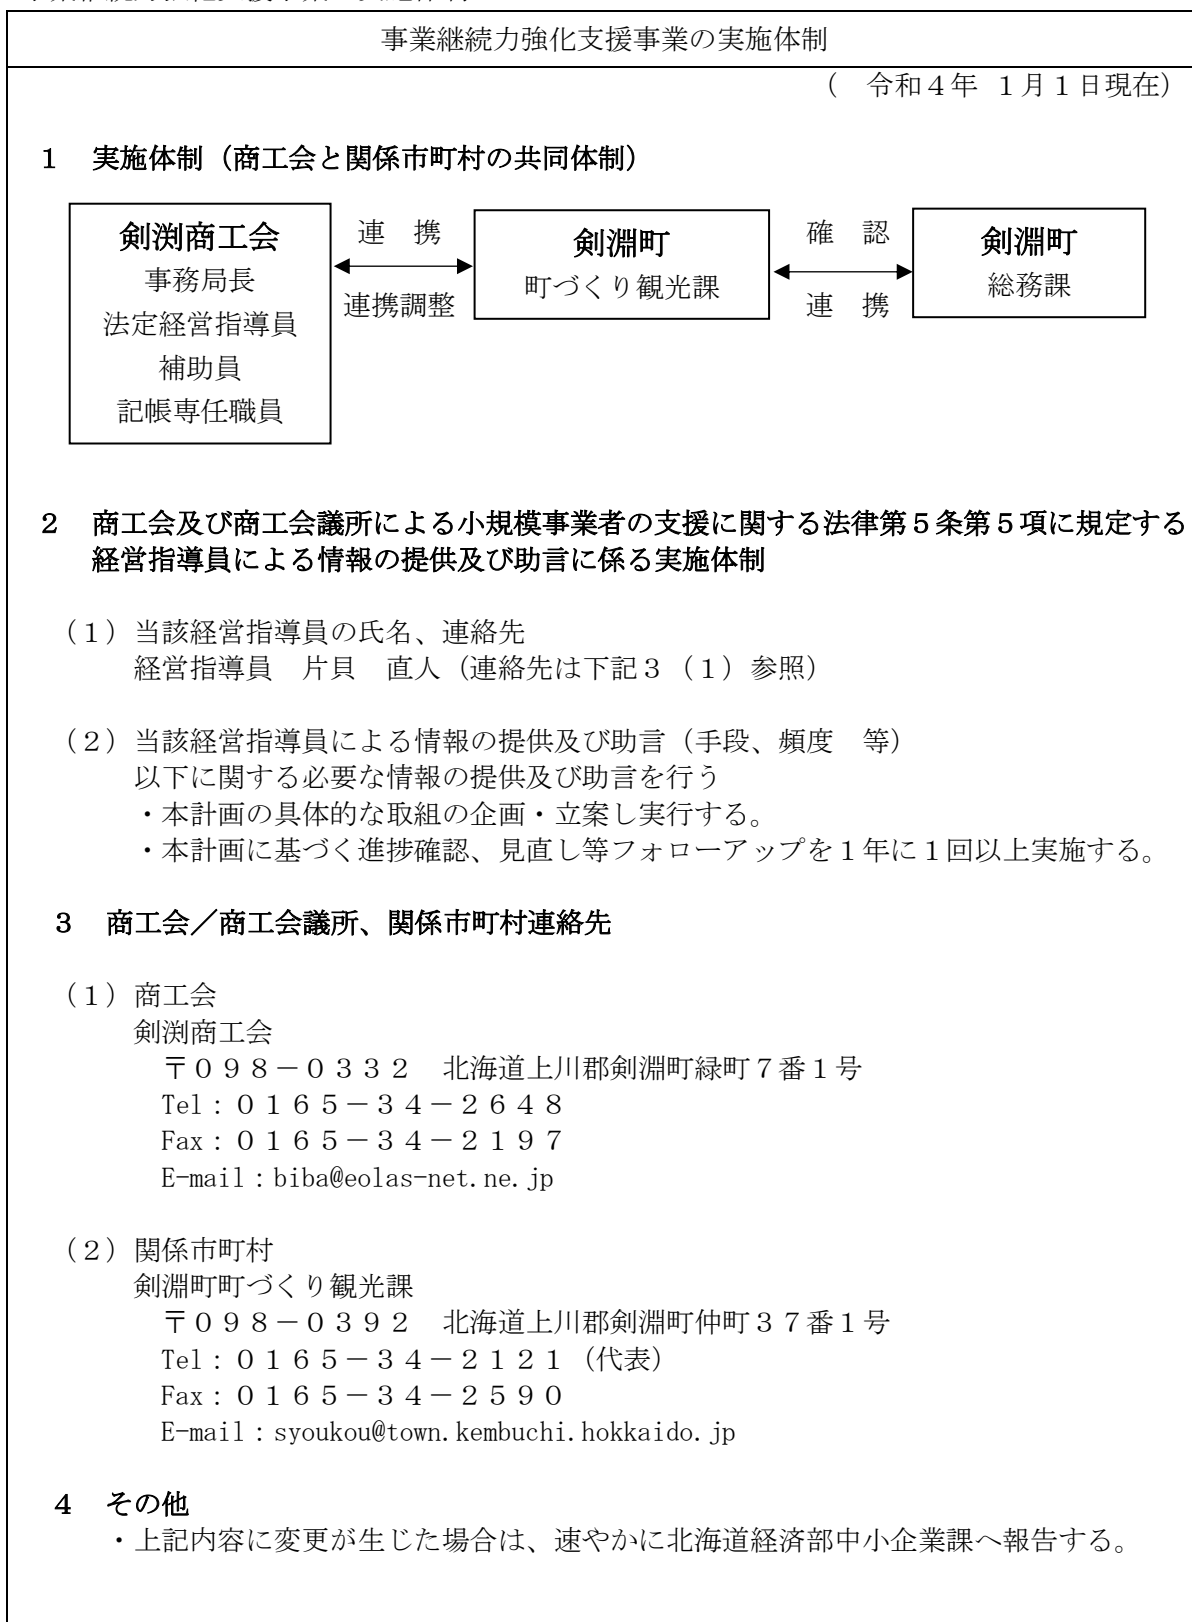 事業継続力強化支援事業の実施体制
( 令和４年 １月１日現在)
１ 実施体制（商工会と関係市町村の共同体制）
剣渕商工会
事務局長
法定経営指導員
補助員
記帳専任職員
連 携
連携調整
剣淵町
町づくり観光課
確 認
連 携
剣淵町
総務課
２ 商工会及び商工会議所による小規模事業者の支援に関する法律第５条第５項に規定する
経営指導員による情報の提供及び助言に係る実施体制
（１）当該経営指導員の氏名、連絡先
経営指導員 片貝 直人（連絡先は下記３（１）参照）
（２）当該経営指導員による情報の提供及び助言（手段、頻度 等）
以下に関する必要な情報の提供及び助言を行う
・本計画の具体的な取組の企画・立案し実行する。
・本計画に基づく進捗確認、見直し等フォローアップを１年に１回以上実施する。
３ 商工会／商工会議所、関係市町村連絡先
（１）商工会
剣渕商工会
〒０９８－０３３２ 北海道上川郡剣淵町緑町７番１号
Tel：０１６５－３４－２６４８
Fax：０１６５－３４－２１９７
E-mail：biba@eolas-net.ne.jp
（２）関係市町村
剣淵町町づくり観光課
〒０９８－０３９２ 北海道上川郡剣淵町仲町３７番１号
Tel：０１６５－３４－２１２１（代表）
Fax：０１６５－３４－２５９０
E-mail：syoukou@town.kembuchi.hokkaido.jp
４ その他
・上記内容に変更が生じた場合は、速やかに北海道経済部中小企業課へ報告する。